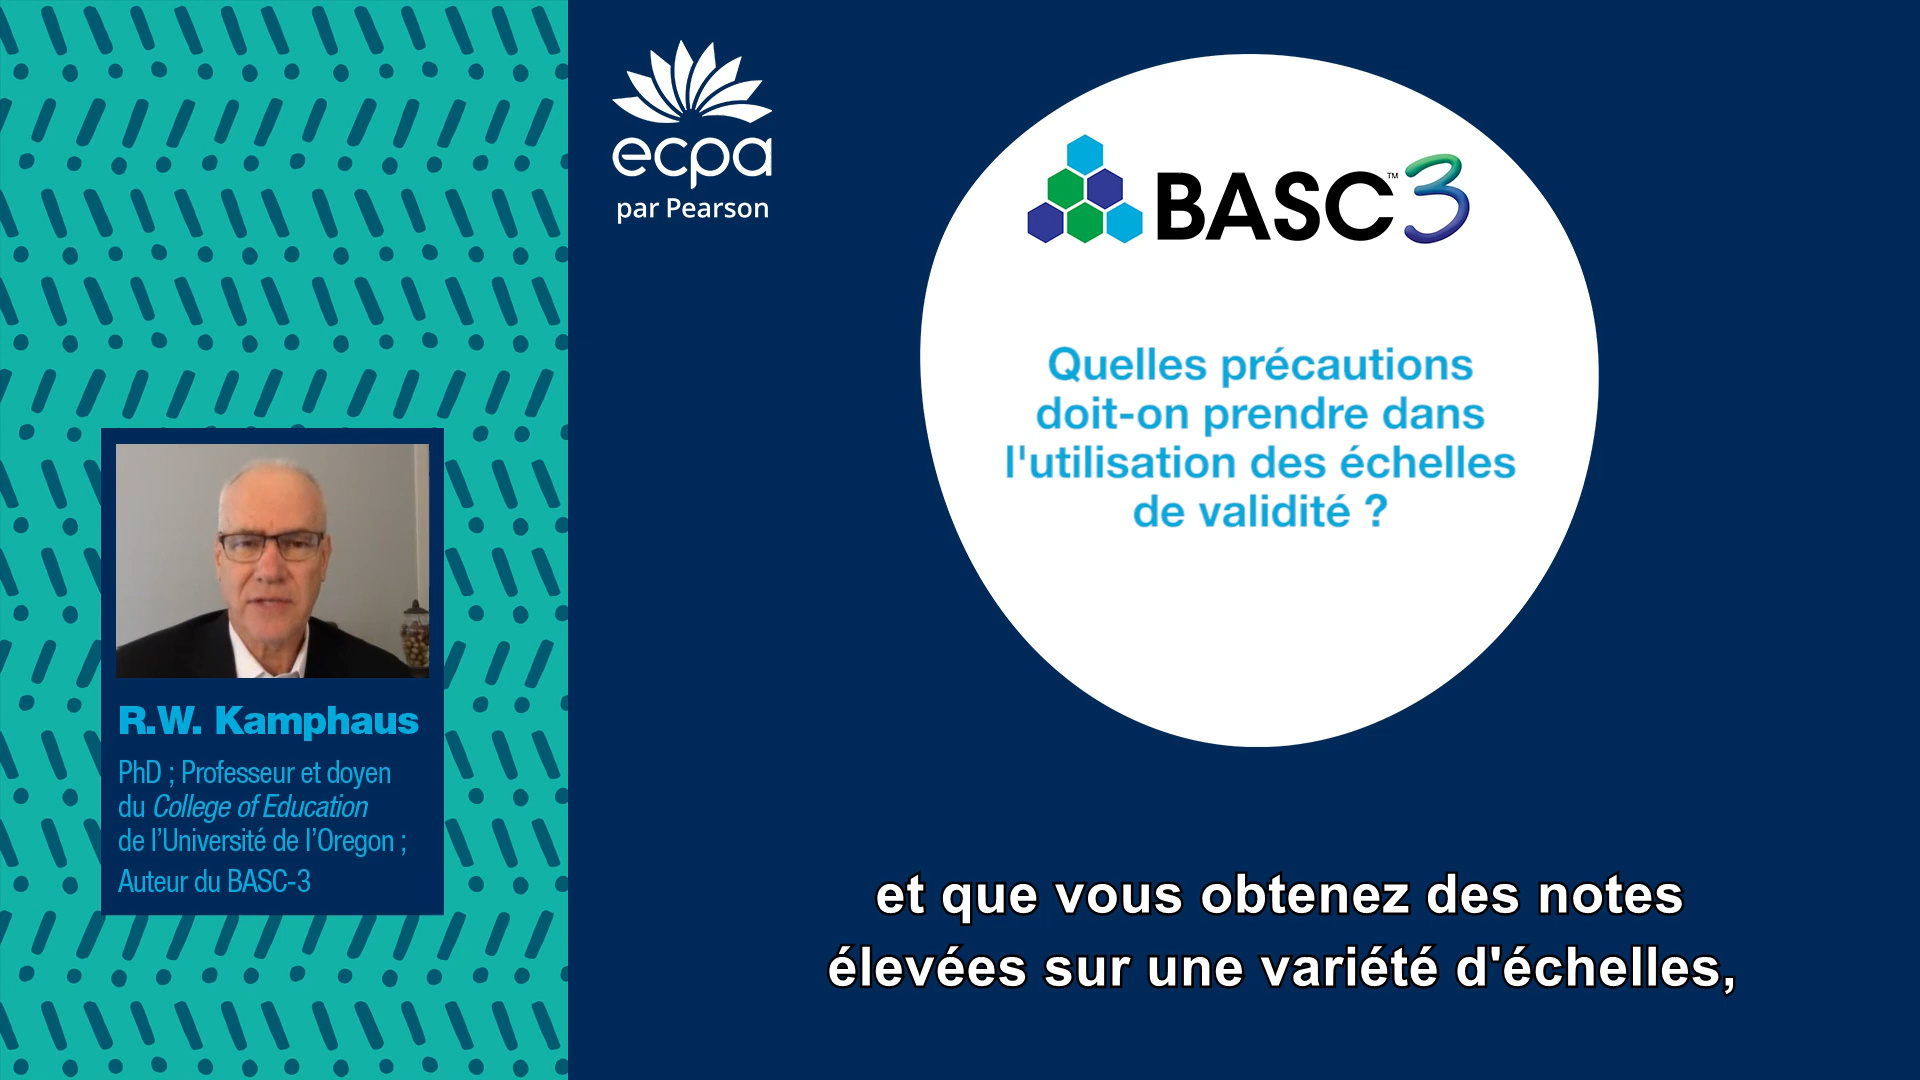 ecpa
par Pearson
BASC™3
Quelles précautions
doit-on prendre dans
l'utilisation des échelles
de validité ?
R.W. Kamphaus
PhD ; Professeur et doyen
du College of Education
de l’Université de l’Oregon ;
Auteur du BASC-3
et que vous obtenez des notes
élevées sur une variété d'échelles,